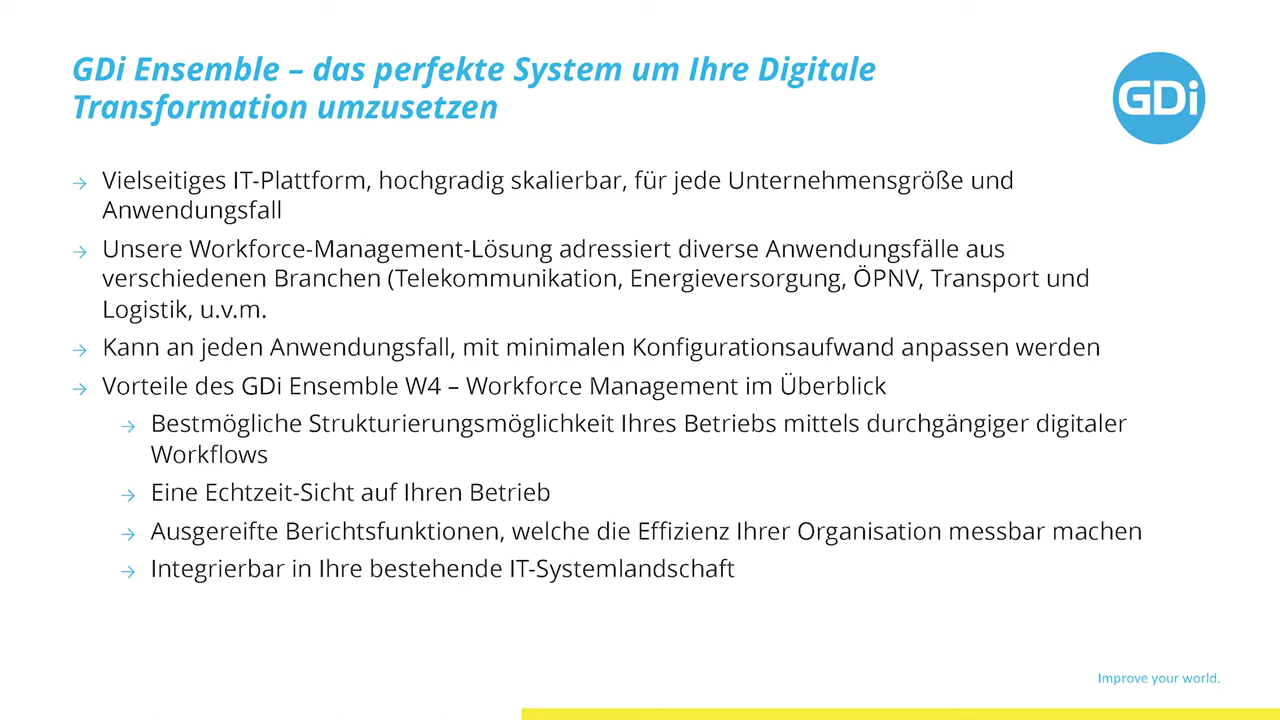 GDi Ensemble – das perfekte System um Ihre Digitale
Transformation umzusetzen
GDi
→ Vielseitiges IT-Plattform, hochgradig skalierbar, für jede Unternehmensgröße und
Anwendungsfall
→ Unsere Workforce-Management-Lösung adressiert diverse Anwendungsfälle aus
verschiedenen Branchen (Telekommunikation, Energieversorgung, ÖPNV, Transport und
Logistik, u.v.m.
→ Kann an jeden Anwendungsfall, mit minimalen Konfigurationsaufwand anpassen werden
→ Vorteile des GDi Ensemble W4 – Workforce Management im Überblick
→ Bestmögliche Strukturierungsmöglichkeit Ihres Betriebs mittels durchgängiger digitaler
Workflows
→ Eine Echtzeit-Sicht auf Ihren Betrieb
→ Ausgereifte Berichtsfunktionen, welche die Effizienz Ihrer Organisation messbar machen
→ Integrierbar in Ihre bestehende IT-Systemlandschaft
Improve your world.